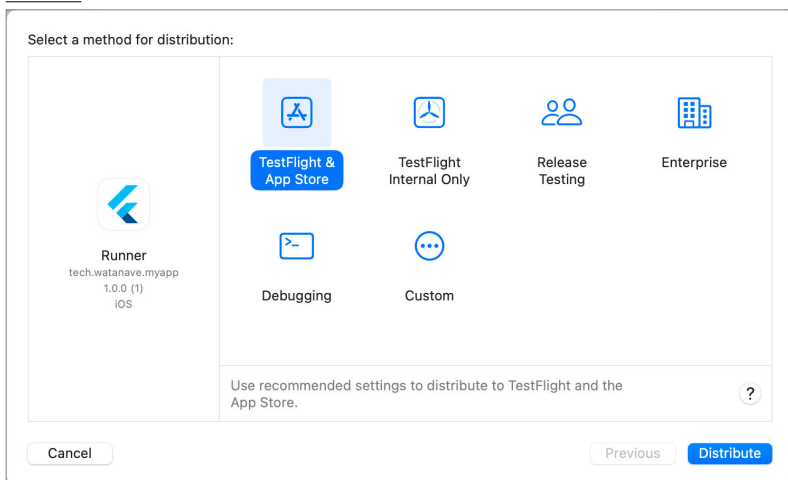 Select a method for distribution:
TestFlight &
App Store
TestFlight
Internal Only
Release
Testing
Enterprise
Debugging
Custom
Runner
tech.watanave.myapp
1.0.0 (1)
iOS
Use recommended settings to distribute to TestFlight and the
App Store.
?
Cancel
Previous
Distribute